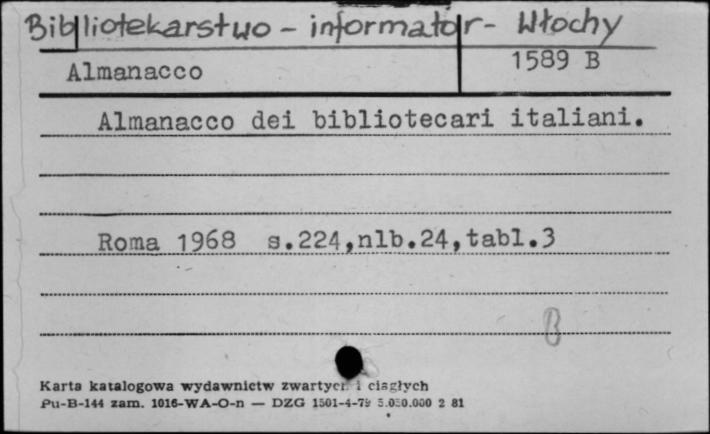 Bibliotekarstwo - informator - Włochy
Almanacco
1589 B
Almanacco dei bibliotecari italiani.
Roma 1968 s.224,nlb.24,tabl.3
B
Karta katalogowa wydawnictw zwartych i ciągłych
Pu-B-144 zam. 1016-WA-O-n — DZG 1501-4-79 5.050.000 2 81